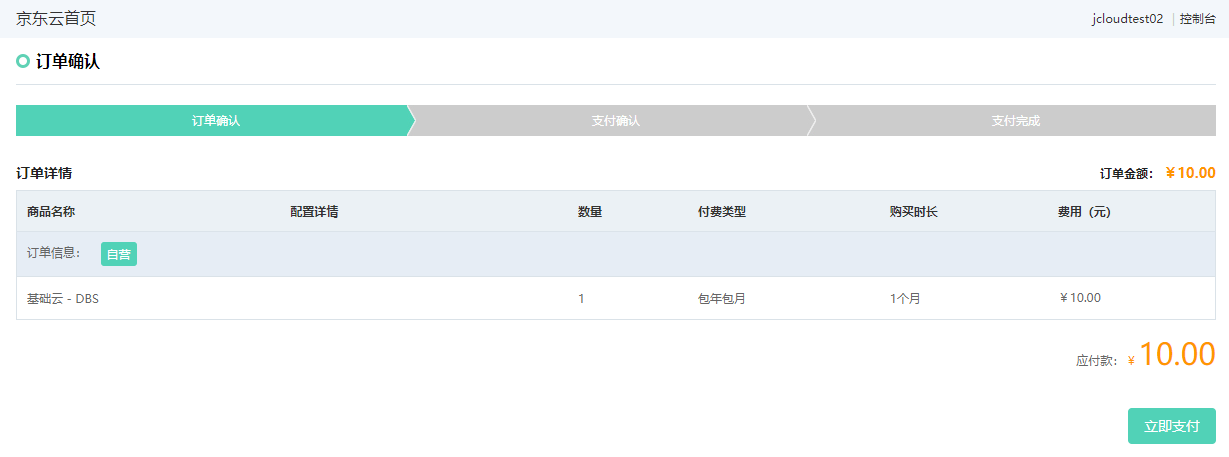 京东云首页 jcloudtest02 | 控制台
订单确认
订单确认 支付确认 支付完成
订单详情 订单金额： ¥10.00
商品名称 配置详情 数量 付费类型 购买时长 费用（元）
订单信息： 自营
基础云 - DBS 1 包年包月 1个月 ¥10.00
应付款： ¥10.00
立即支付